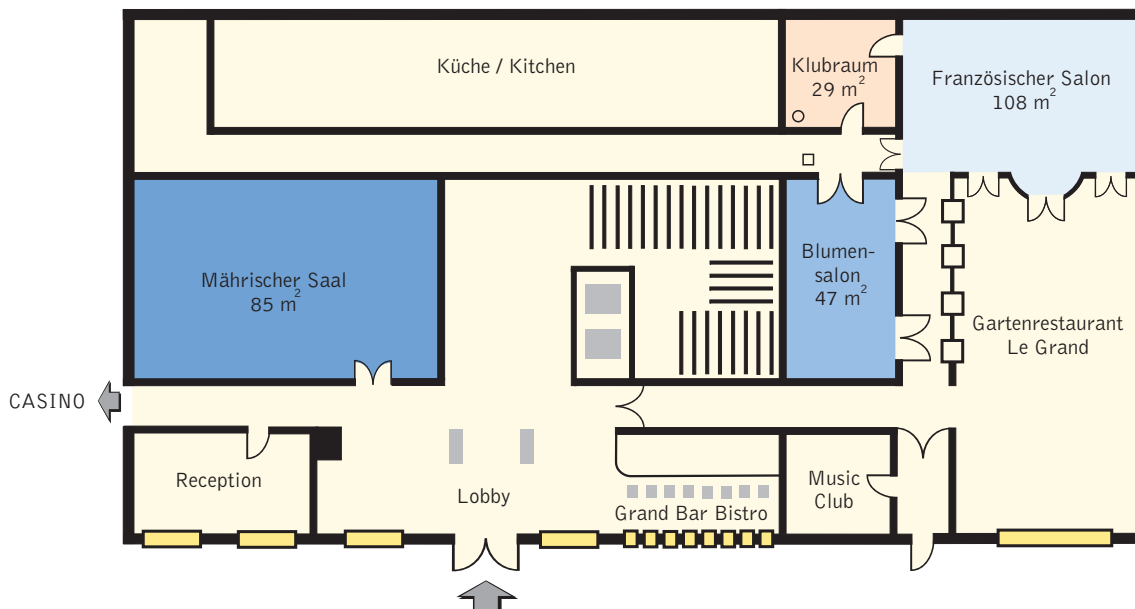 Küche / Kitchen
Klubraum
29 m²
Französischer Salon
108 m²
Mährischer Saal
85 m²
Blumen-
salon
47 m²
Gartenrestaurant
Le Grand
CASINO
Reception
Lobby
Music
Club
Grand Bar Bistro